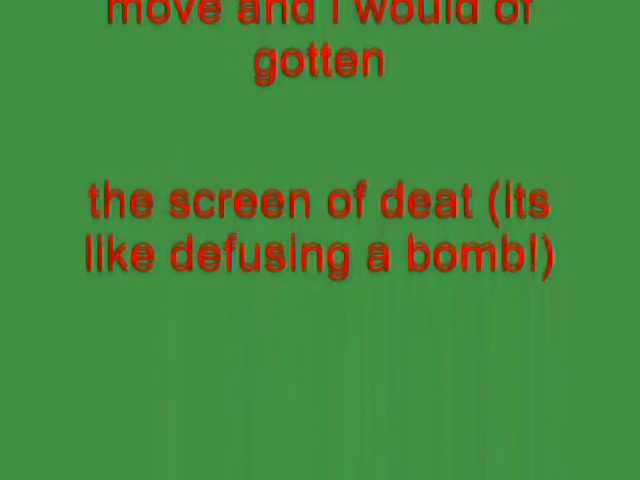 move and I would of
gotten
the screen of deat (Its
like defusing a bomb!)